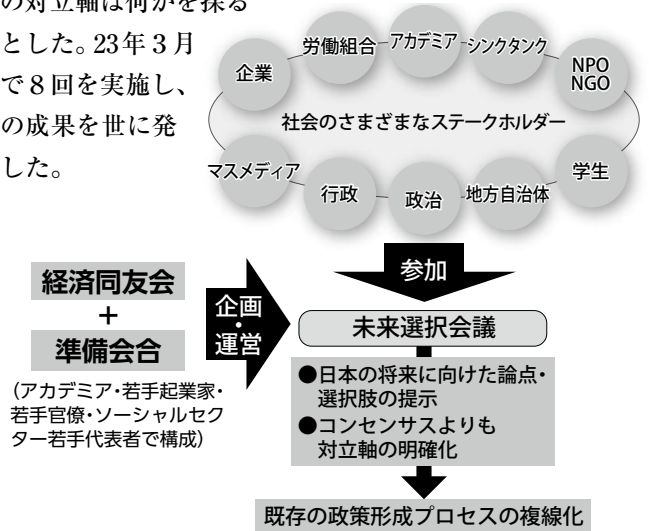 の対立軸は何かを探る
とした。23年3月
で8回を実施し、
の成果を世に発
した。
企業
労働組合
アカデミア
シンクタンク
NPO
NGO
社会のさまざまなステークホルダー
マスメディア
行政
政治
地方自治体
学生
参加
経済同友会
+
準備会合
(アカデミア・若手起業家・
若手官僚・ソーシャルセク
ター若手代表者で構成)
企画
・
運営
未来選択会議
●日本の将来に向けた論点・
選択肢の提示
●コンセンサスよりも
対立軸の明確化
既存の政策形成プロセスの複線化